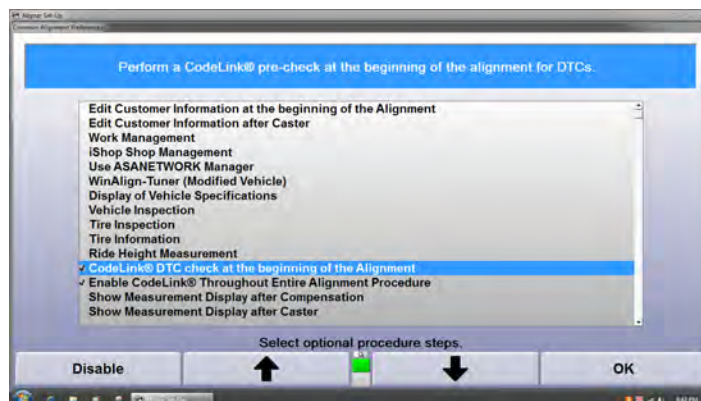 Aligner Set-Up
Common Alignment Preferences
Perform a CodeLink® pre-check at the beginning of the alignment for DTCs.
Edit Customer Information at the beginning of the Alignment
Edit Customer Information after Caster
Work Management
iShop Shop Management
Use ASANETWORK Manager
WinAlign-Tuner (Modified Vehicle)
Display of Vehicle Specifications
Vehicle Inspection
Tire Inspection
Tire Information
Ride Height Measurement
CodeLink® DTC check at the beginning of the Alignment
Enable CodeLink® Throughout Entire Alignment Procedure
Show Measurement Display after Compensation
Show Measurement Display after Caster
Select optional procedure steps.
Disable
OK